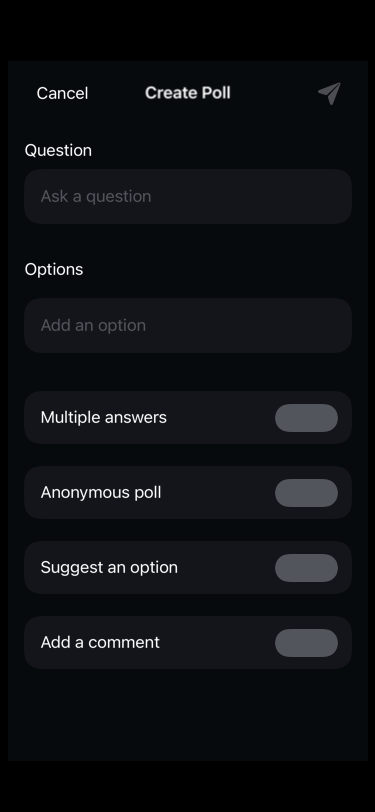 Cancel Create Poll
Question
Ask a question
Options
Add an option
Multiple answers
Anonymous poll
Suggest an option
Add a comment